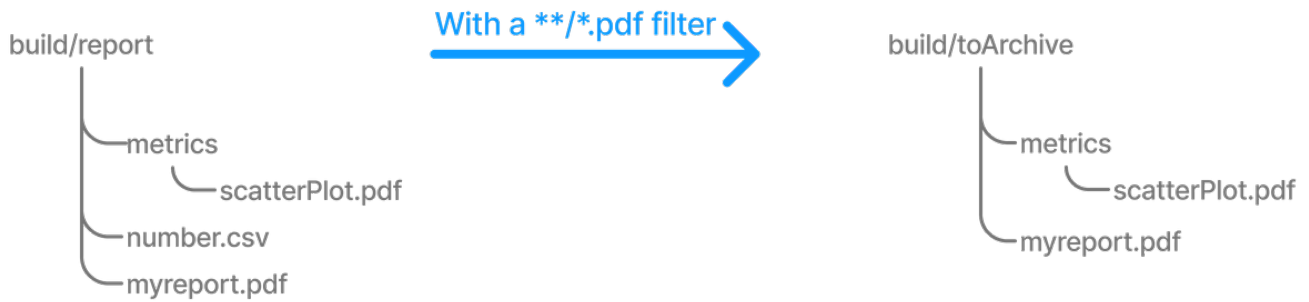 With a **/*.pdf filter
build/report
metrics
scatterPlot.pdf
number.csv
myreport.pdf
build/toArchive
metrics
scatterPlot.pdf
myreport.pdf